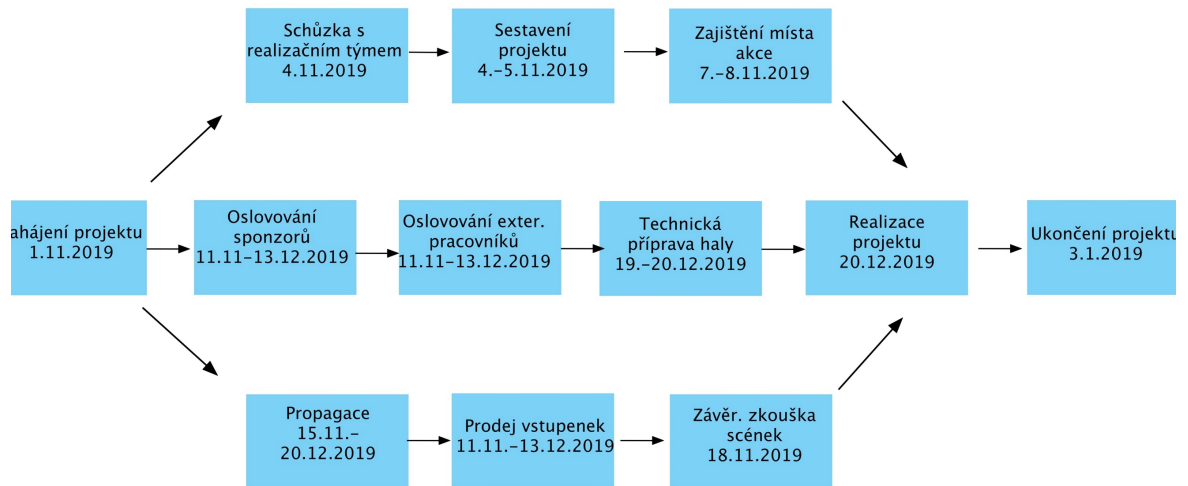 Schůzka s
realizačním týmem
4.11.2019
Sestavení
projektu
4.–5.11.2019
Zajištění místa
akce
7.–8.11.2019
ahájení projektu
1.11.2019
Oslovování
sponzorů
11.11–13.12.2019
Oslovování exter.
pracovníků
11.11–13.12.2019
Technická
příprava haly
19.–20.12.2019
Realizace
projektu
20.12.2019
Ukončení projektu
3.1.2019
Propagace
15.11.–
20.12.2019
Prodej vstupenek
11.11.–13.12.2019
Závěr. zkouška
scének
18.11.2019